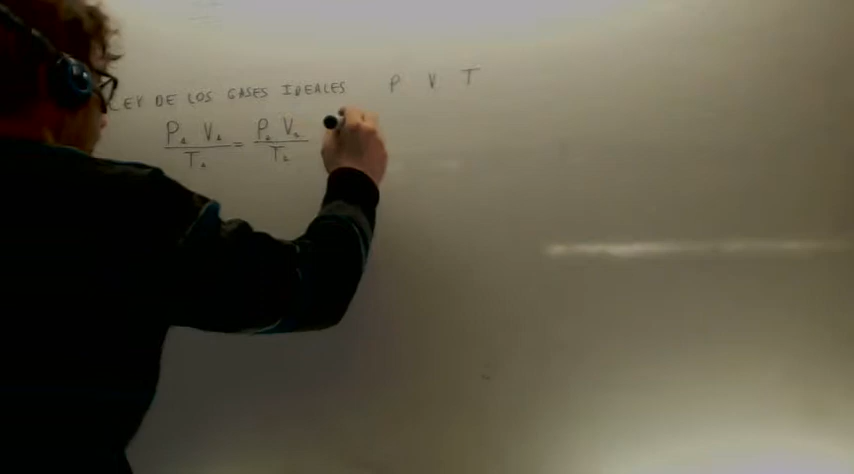 LEY DE LOS GASES IDEALES P V T
P₁ V₁ / T₁ = P₂ V₂ / T₂